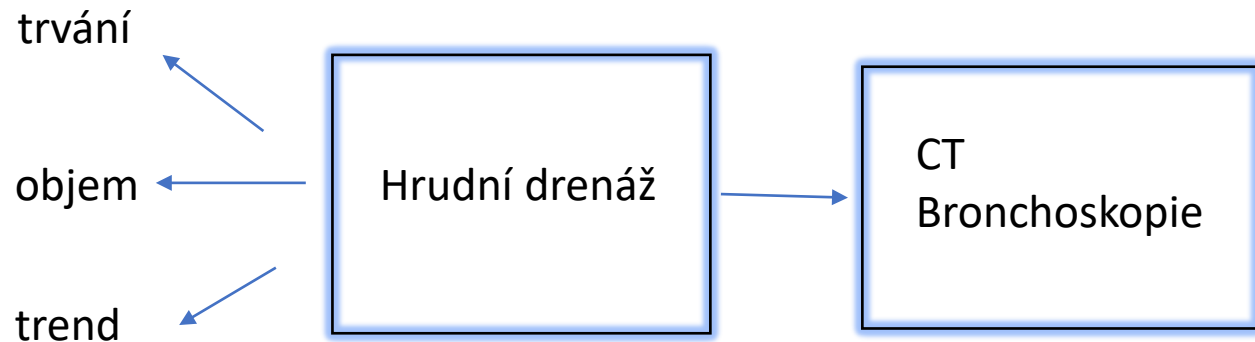 trvání
objem
trend
Hrudní drenáž
CT
Bronchoskopie